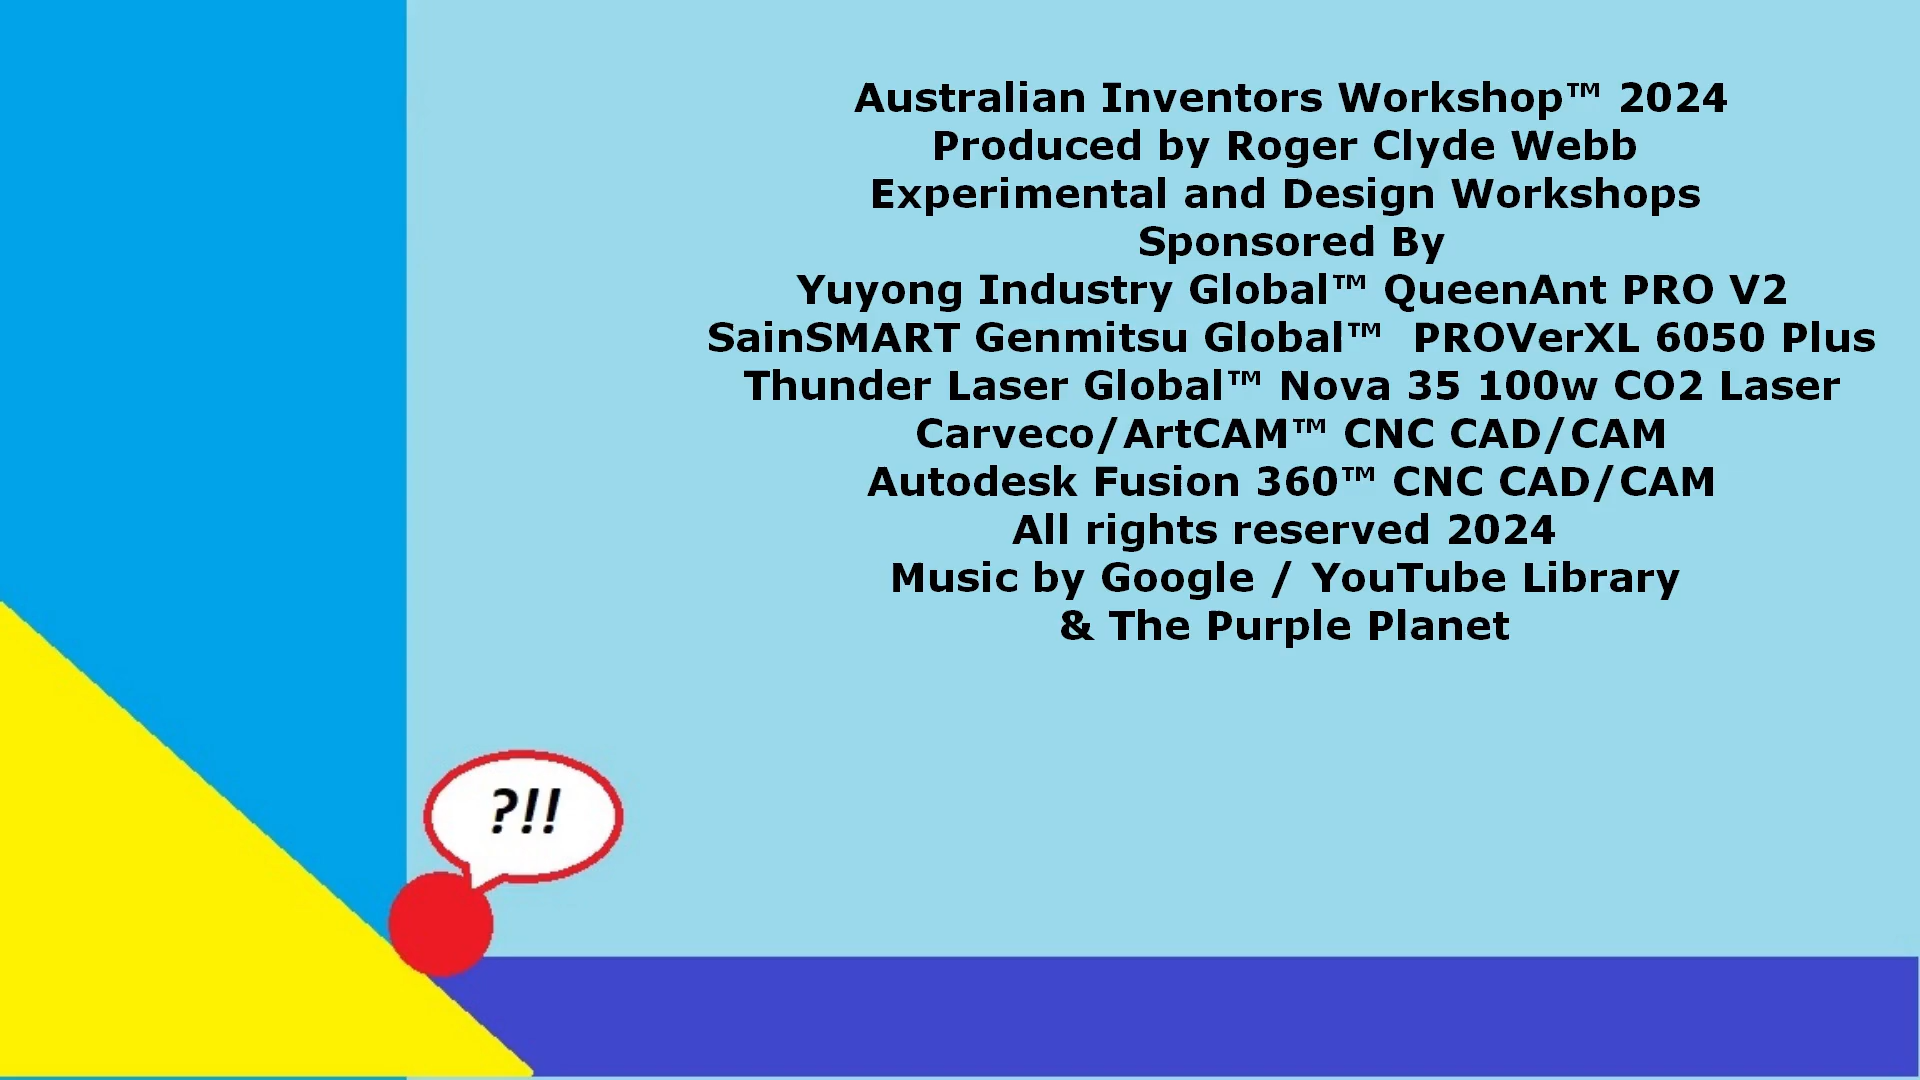 Australian Inventors Workshop™ 2024
Produced by Roger Clyde Webb
Experimental and Design Workshops
Sponsored By
Yuyong Industry Global™ QueenAnt PRO V2
SainSMART Genmitsu Global™  PROVerXL 6050 Plus
Thunder Laser Global™ Nova 35 100w CO2 Laser
Carveco/ArtCAM™ CNC CAD/CAM
Autodesk Fusion 360™ CNC CAD/CAM
All rights reserved 2024
Music by Google / YouTube Library
& The Purple Planet
?!!